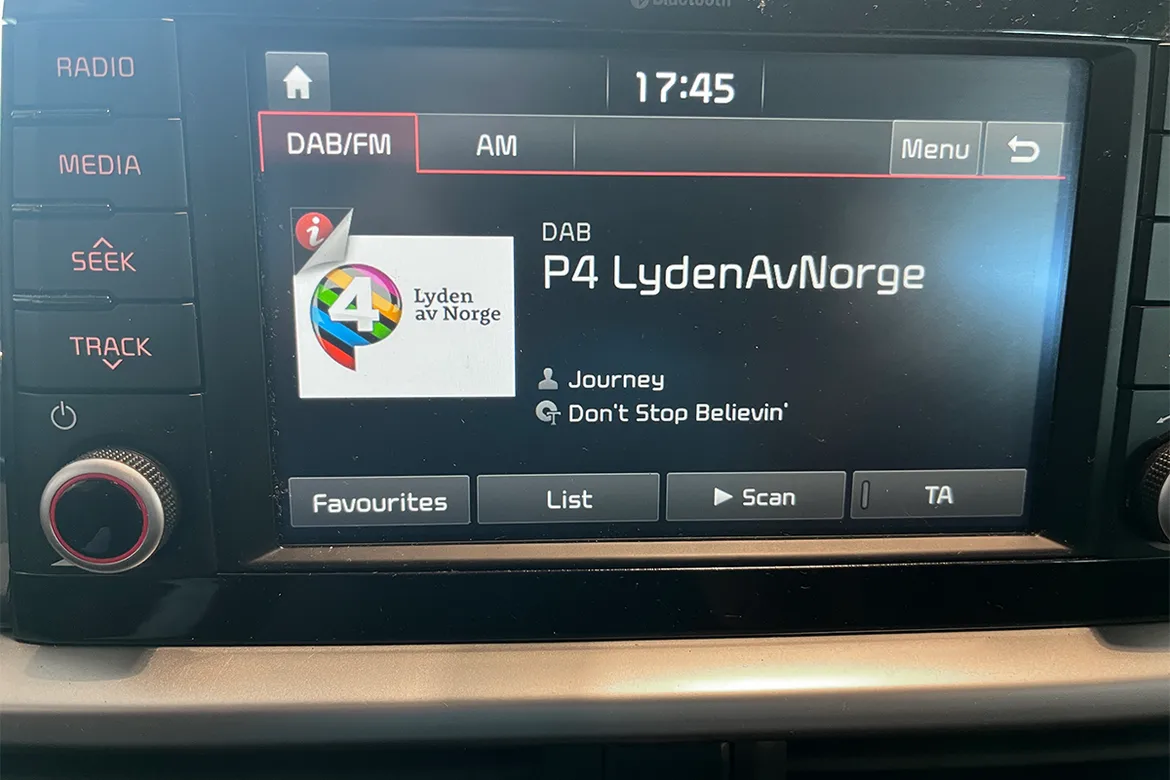 Bluetooth
RADIO
MEDIA
SEEK
TRACK
17:45
DAB/FM
AM
Menu
i
4
Lyden
av Norge
DAB
P4 LydenAvNorge
Journey
Don't Stop Believin'
Favourites
List
Scan
TA